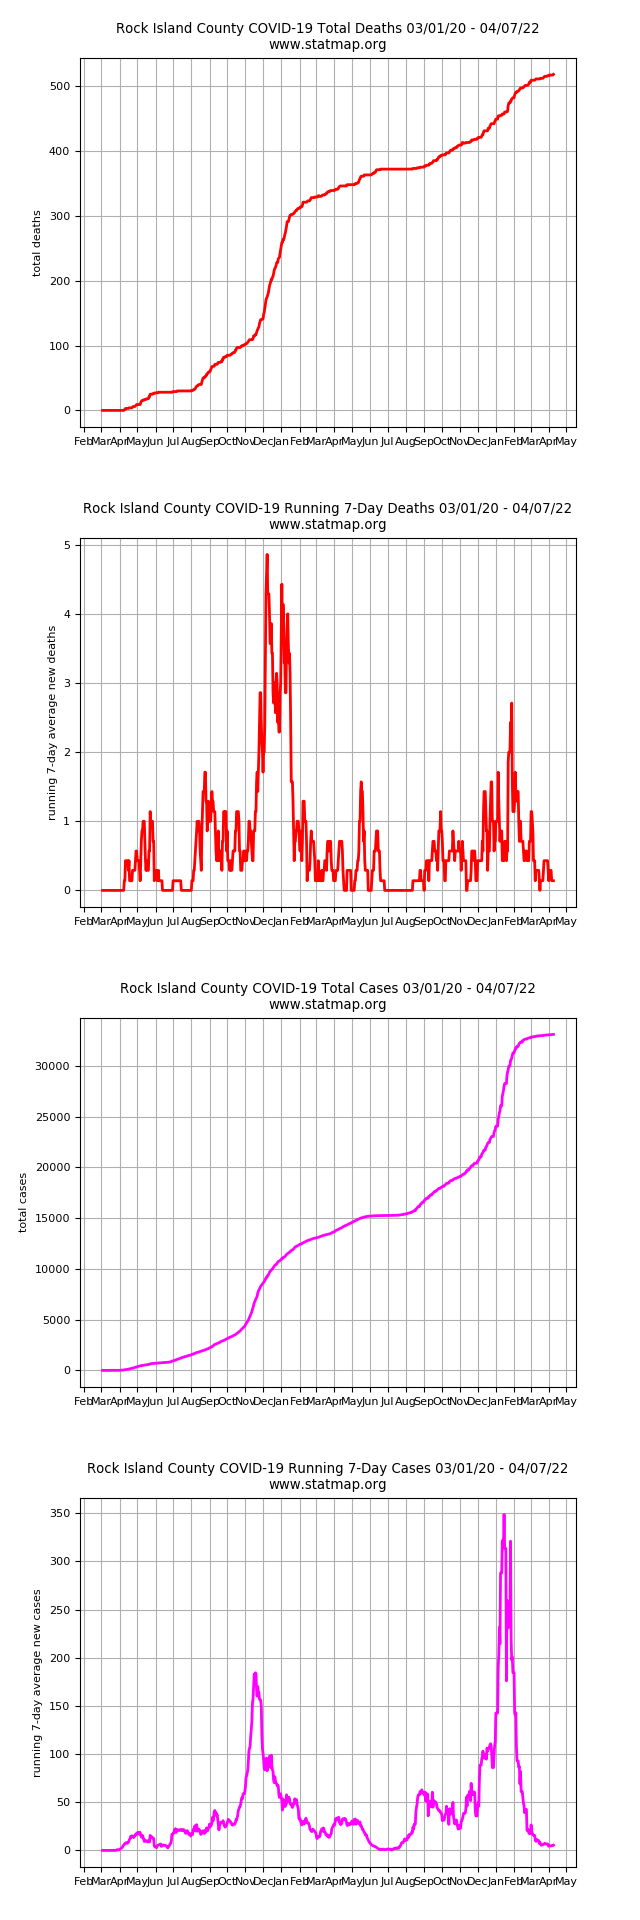 Rock Island County COVID-19 Total Deaths 03/01/20 - 04/07/22
www.statmap.org
500
400
300
200
100
0
total deaths
Feb Mar Apr May Jun Jul Aug Sep Oct Nov Dec Jan Feb Mar Apr May Jun Jul Aug Sep Oct Nov Dec Jan Feb Mar Apr May
Rock Island County COVID-19 Running 7-Day Deaths 03/01/20 - 04/07/22
www.statmap.org
5
4
3
2
1
0
running 7-day average new deaths
Feb Mar Apr May Jun Jul Aug Sep Oct Nov Dec Jan Feb Mar Apr May Jun Jul Aug Sep Oct Nov Dec Jan Feb Mar Apr May
Rock Island County COVID-19 Total Cases 03/01/20 - 04/07/22
www.statmap.org
30000
25000
20000
15000
10000
5000
0
total cases
Feb Mar Apr May Jun Jul Aug Sep Oct Nov Dec Jan Feb Mar Apr May Jun Jul Aug Sep Oct Nov Dec Jan Feb Mar Apr May
Rock Island County COVID-19 Running 7-Day Cases 03/01/20 - 04/07/22
www.statmap.org
350
300
250
200
150
100
50
0
running 7-day average new cases
Feb Mar Apr May Jun Jul Aug Sep Oct Nov Dec Jan Feb Mar Apr May Jun Jul Aug Sep Oct Nov Dec Jan Feb Mar Apr May